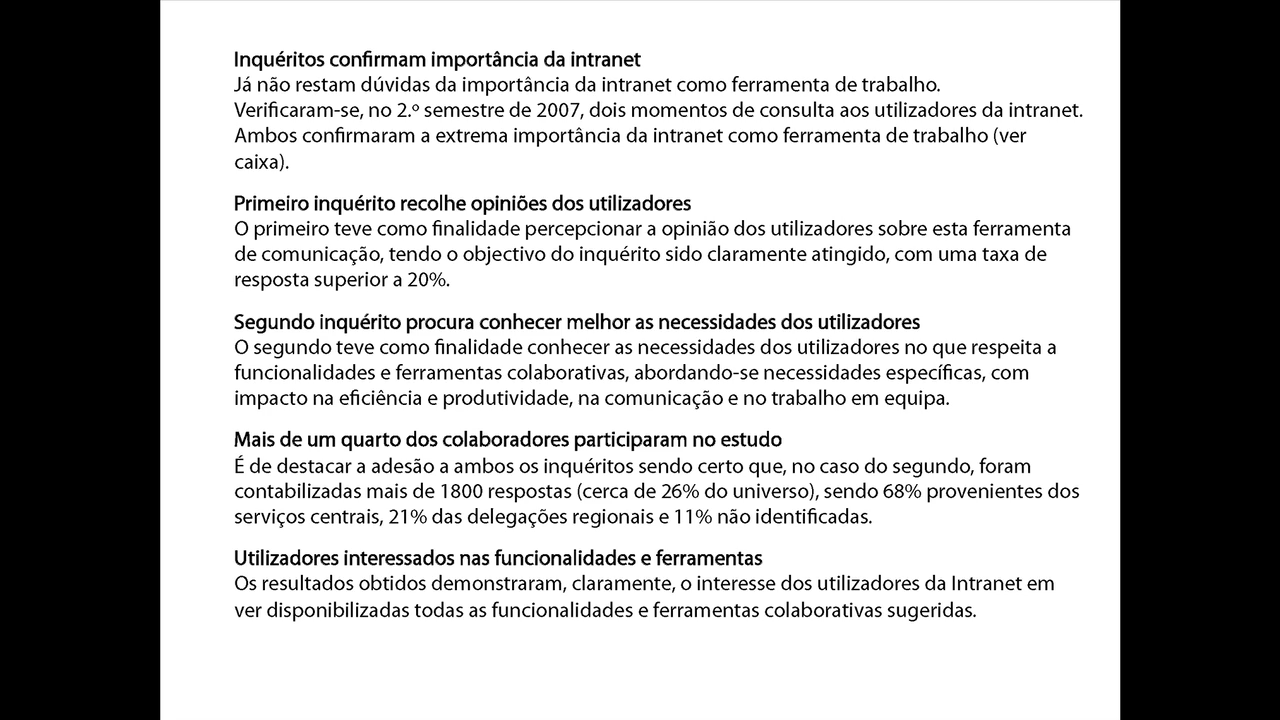 Inquéritos confirmam importância da intranet
Já não restam dúvidas da importância da intranet como ferramenta de trabalho.
Verificaram-se, no 2.º semestre de 2007, dois momentos de consulta aos utilizadores da intranet.
Ambos confirmaram a extrema importância da intranet como ferramenta de trabalho (ver
caixa).
Primeiro inquérito recolhe opiniões dos utilizadores
O primeiro teve como finalidade percepcionar a opinião dos utilizadores sobre esta ferramenta
de comunicação, tendo o objectivo do inquérito sido claramente atingido, com uma taxa de
resposta superior a 20%.
Segundo inquérito procura conhecer melhor as necessidades dos utilizadores
O segundo teve como finalidade conhecer as necessidades dos utilizadores no que respeita a
funcionalidades e ferramentas colaborativas, abordando-se necessidades específicas, com
impacto na eficiência e produtividade, na comunicação e no trabalho em equipa.
Mais de um quarto dos colaboradores participaram no estudo
É de destacar a adesão a ambos os inquéritos sendo certo que, no caso do segundo, foram
contabilizadas mais de 1800 respostas (cerca de 26% do universo), sendo 68% provenientes dos
serviços centrais, 21% das delegações regionais e 11% não identificadas.
Utilizadores interessados nas funcionalidades e ferramentas
Os resultados obtidos demonstraram, claramente, o interesse dos utilizadores da Intranet em
ver disponibilizadas todas as funcionalidades e ferramentas colaborativas sugeridas.